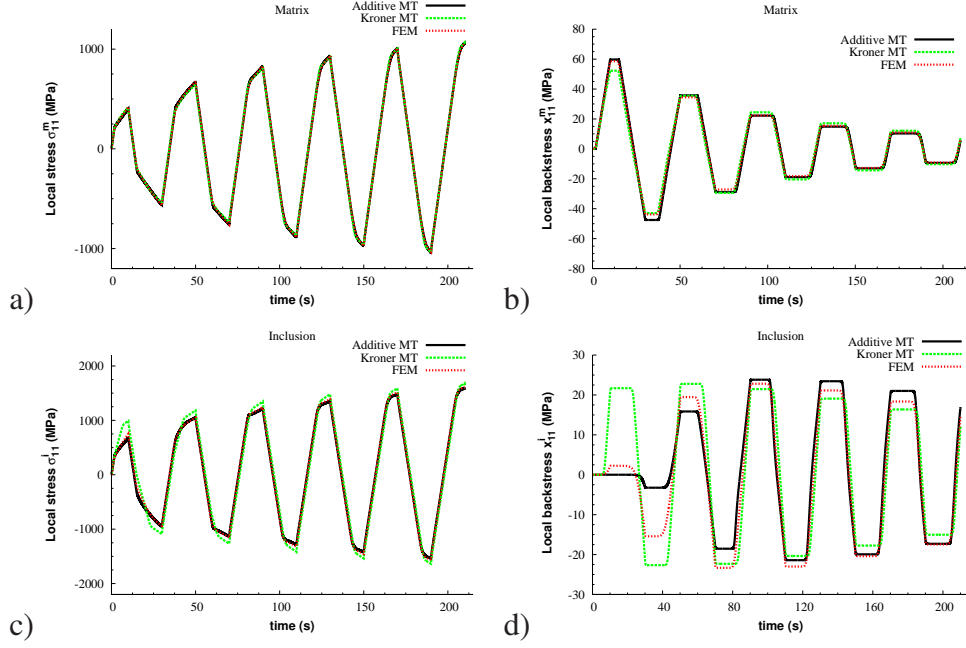 Matrix
Additive MT
Kroner MT
FEM
Local stress σ^m_11 (MPa)
1000
0
-1000
0 50 100 150 200
time (s)
a)
Matrix
Additive MT
Kroner MT
FEM
Local backstress x^m_11 (MPa)
80
60
40
20
0
-20
-40
-60
-80
0 50 100 150 200
time (s)
b)
Inclusion
Additive MT
Kroner MT
FEM
Local stress σ^i_11 (MPa)
2000
1000
0
-1000
-2000
0 50 100 150 200
time (s)
c)
Inclusion
Additive MT
Kroner MT
FEM
Local backstress x^i_11 (MPa)
30
20
10
0
-10
-20
-30
0 40 80 120 160 200
time (s)
d)